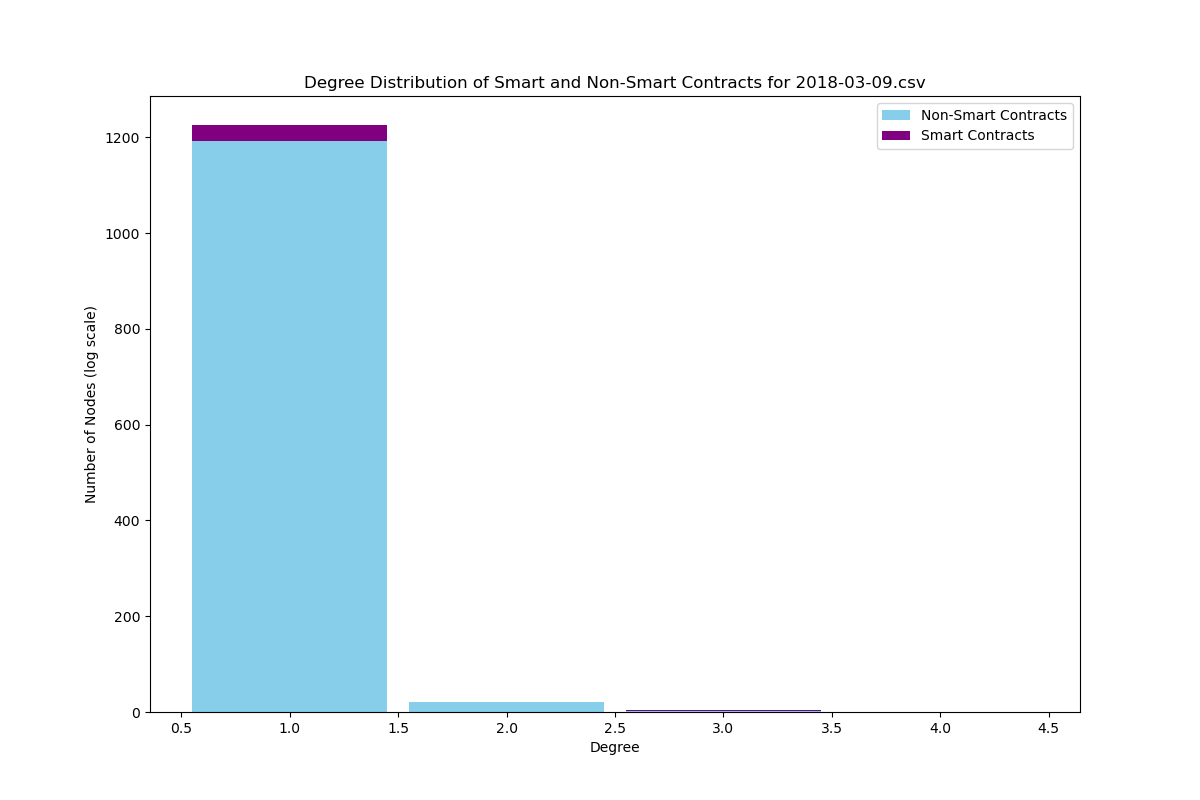 Degree Distribution of Smart and Non-Smart Contracts for 2018-03-09.csv
Non-Smart Contracts
Smart Contracts
1200
1000
800
600
400
200
0
Number of Nodes (log scale)
0.5 1.0 1.5 2.0 2.5 3.0 3.5 4.0 4.5
Degree